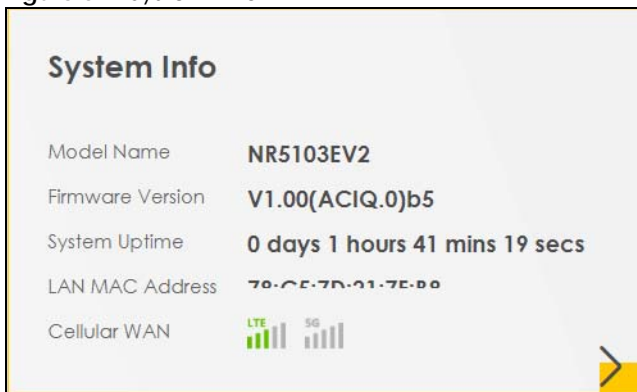 System Info
Model Name NR5103EV2
Firmware Version V1.00(ACIQ.0)b5
System Uptime 0 days 1 hours 41 mins 19 secs
LAN MAC Address
Cellular WAN LTE 5G